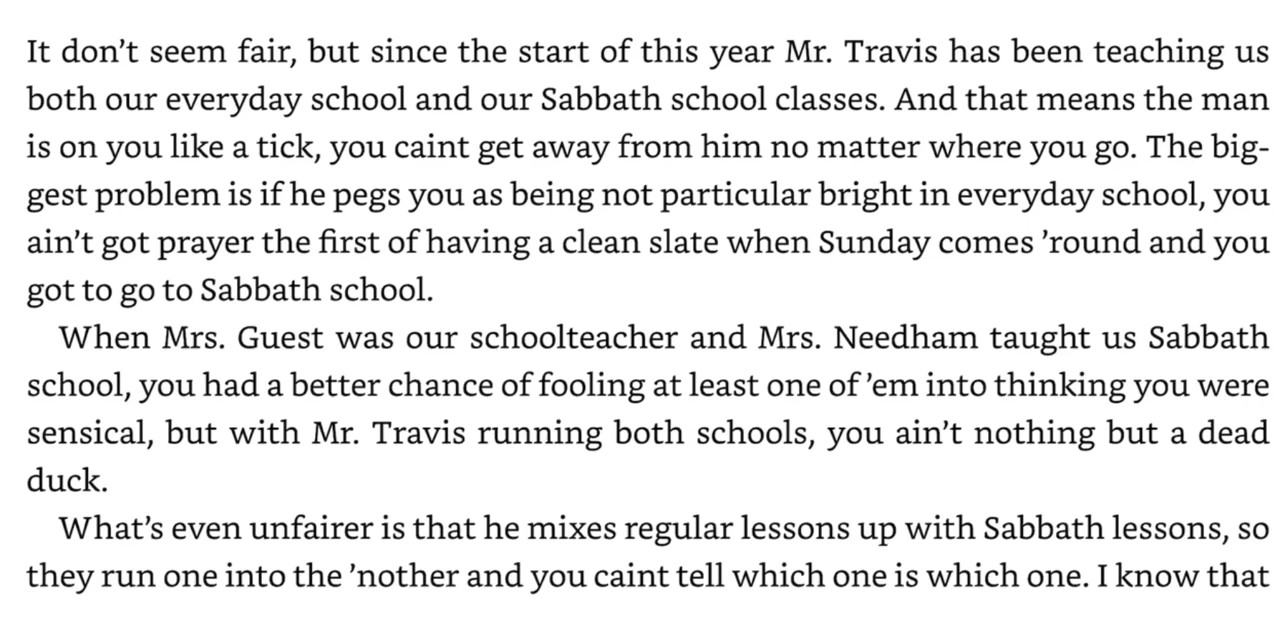 It don’t seem fair, but since the start of this year Mr. Travis has been teaching us
both our everyday school and our Sabbath school classes. And that means the man
is on you like a tick, you caint get away from him no matter where you go. The big-
gest problem is if he pegs you as being not particular bright in everyday school, you
ain’t got prayer the first of having a clean slate when Sunday comes ’round and you
got to go to Sabbath school.
When Mrs. Guest was our schoolteacher and Mrs. Needham taught us Sabbath
school, you had a better chance of fooling at least one of ’em into thinking you were
sensical, but with Mr. Travis running both schools, you ain’t nothing but a dead
duck.
What’s even unfairer is that he mixes regular lessons up with Sabbath lessons, so
they run one into the ’nother and you caint tell which one is which one. I know that